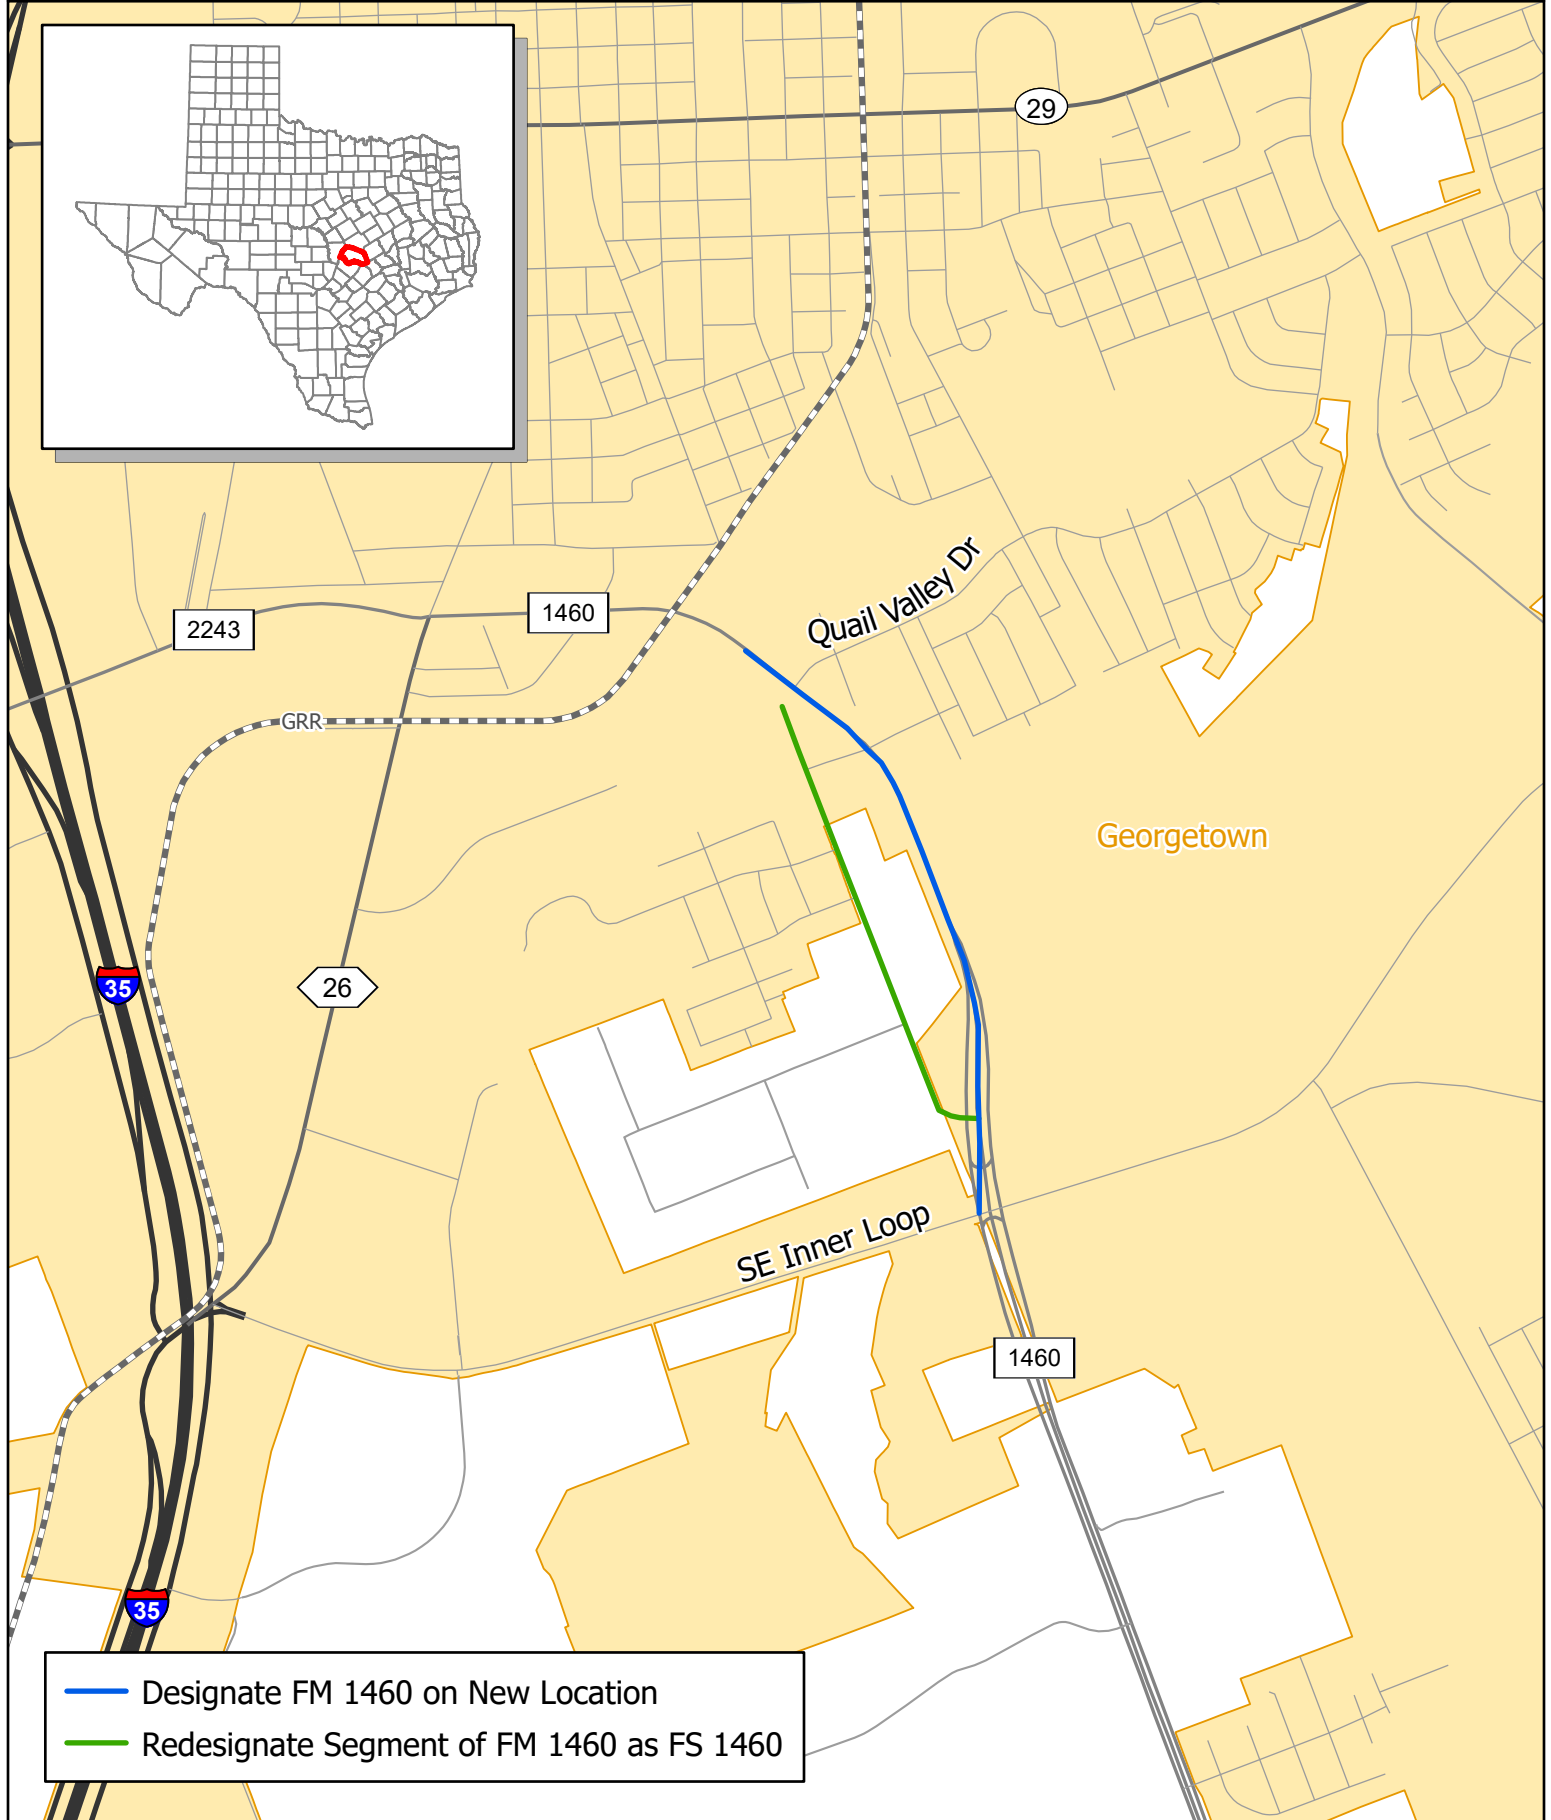 29
Quail Valley Dr
1460
2243
GRR
Georgetown
35
26
SE Inner Loop
1460
35
Designate FM 1460 on New Location
Redesignate Segment of FM 1460 as FS 1460